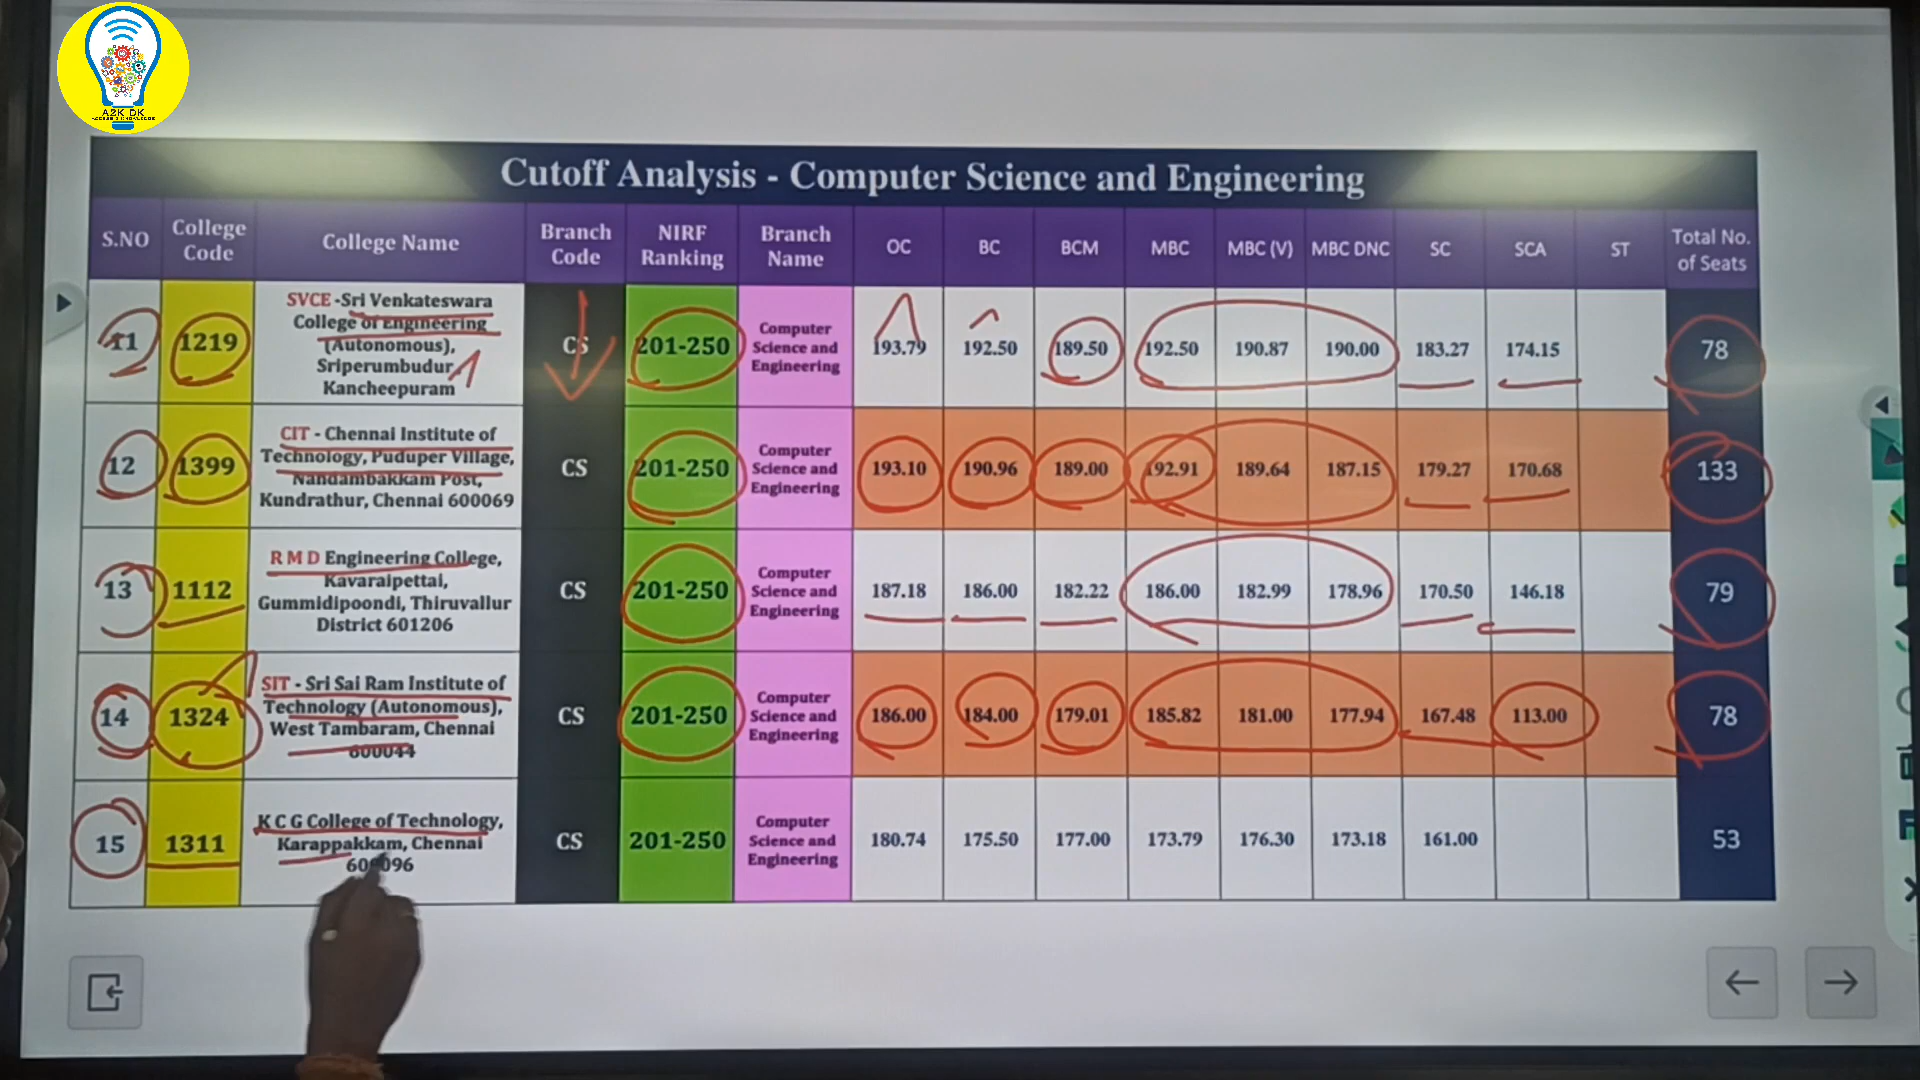 A2K DK
Cutoff Analysis - Computer Science and Engineering
S.NO
College
Code
College Name
Branch
Code
NIRF
Ranking
Branch
Name
OC
BC
BCM
MBC
MBC (V)
MBC DNC
SC
SCA
ST
Total No.
of Seats
11
1219
SVCE -Sri Venkateswara
College of Engineering
(Autonomous),
Sriperumbudur
Kancheepuram
CS
201-250
Computer
Science and
Engineering
193.79
192.50
189.50
192.50
190.87
190.00
183.27
174.15
78
12
1399
CIT - Chennai Institute of
Technology, Puduper Village,
Nandambakkam Post,
Kundrathur, Chennai 600069
CS
201-250
Computer
Science and
Engineering
193.10
190.96
189.00
192.91
189.64
187.15
179.27
170.68
133
13
1112
R M D Engineering College,
Kavaraipettai,
Gummidipoondi, Thiruvallur
District 601206
CS
201-250
Computer
Science and
Engineering
187.18
186.00
182.22
186.00
182.99
178.96
170.50
146.18
79
14
1324
SIT - Sri Sai Ram Institute of
Technology (Autonomous),
West Tambaram, Chennai
600044
CS
201-250
Computer
Science and
Engineering
186.00
184.00
179.01
185.82
181.00
177.94
167.48
113.00
78
15
1311
K C G College of Technology,
Karappakkam, Chennai
600096
CS
201-250
Computer
Science and
Engineering
180.74
175.50
177.00
173.79
176.30
173.18
161.00
53